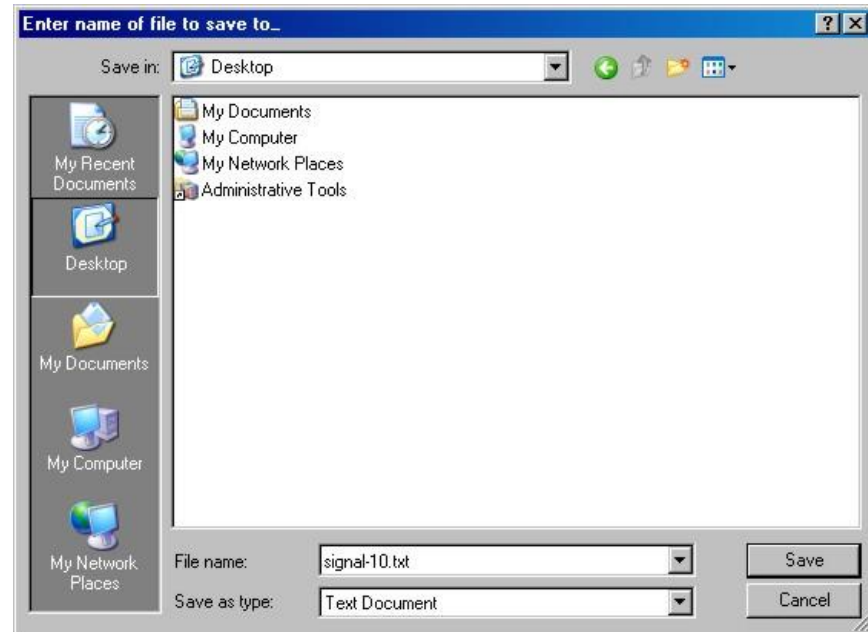 Enter name of file to save to...
Save in:
Desktop
My Recent
Documents
Desktop
My Documents
My Computer
My Network
Places
My Documents
My Computer
My Network Places
Administrative Tools
File name:
signal-10.txt
Save
Save as type:
Text Document
Cancel